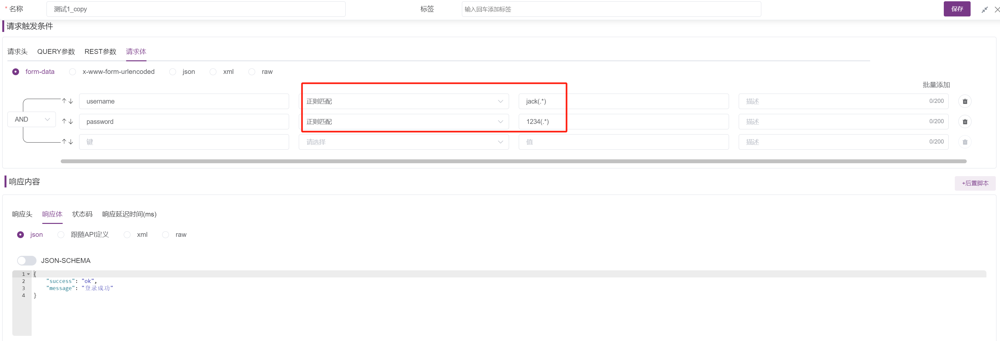 * 名称 测试1_copy 标签 输入回车添加标签 保存
请求触发条件
请求头 QUERY参数 REST参数 请求体
form-data x-www-form-urlencoded json xml raw
批量添加
username 正则匹配 jack(.*) 描述 0/200
AND
password 正则匹配 1234(.*) 描述 0/200
键 请选择 值 描述 0/200
响应内容 +后置脚本
响应头 响应体 状态码 响应延迟时间(ms)
json 跟随API定义 xml raw
JSON-SCHEMA
1 {
2 "success": "ok",
3 "message": "登录成功"
4 }